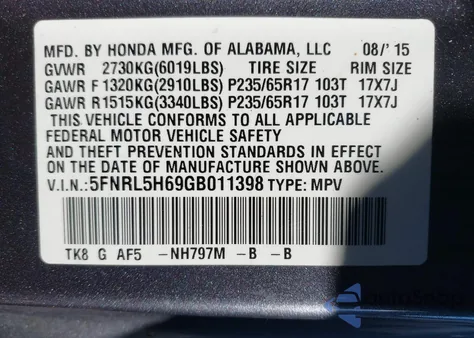 MFD. BY HONDA MFG. OF ALABAMA, LLC 08/'15
GVWR 2730KG(6019LBS) TIRE SIZE RIM SIZE
GAWR F 1320KG(2910LBS) P235/65R17 103T 17X7J
GAWR R1515KG(3340LBS) P235/65R17 103T 17X7J
THIS VEHICLE CONFORMS TO ALL APPLICABLE
FEDERAL MOTOR VEHICLE SAFETY
AND THEFT PREVENTION STANDARDS IN EFFECT
ON THE DATE OF MANUFACTURE SHOWN ABOVE.
V.I.N.: 5FNRL5H69GB011398 TYPE: MPV
TK8 G AF5 -NH797M -B -B